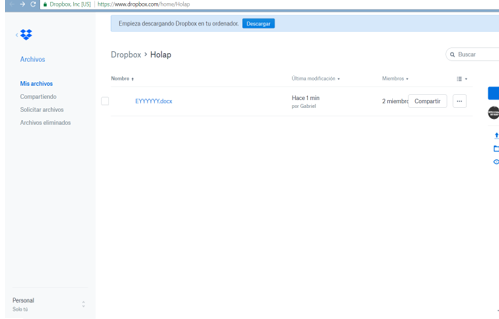 Dropbox, Inc [US] | https://www.dropbox.com/home/Holap
Empieza descargando Dropbox en tu ordenador. Descargar
Archivos
Dropbox > Holap
Buscar
Nombre
Última modificación
Miembros
Mis archivos
Compartiendo
Solicitar archivos
Archivos eliminados
EYYYYYY.docx
Hace 1 min
por Gabriel
2 miembro
Compartir
Personal
Solo tú